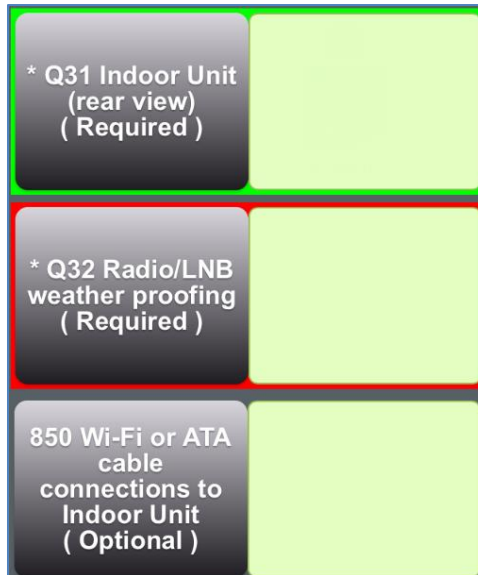 * Q31 Indoor Unit
(rear view)
( Required )
* Q32 Radio/LNB
weather proofing
( Required )
850 Wi-Fi or ATA
cable
connections to
Indoor Unit
( Optional )